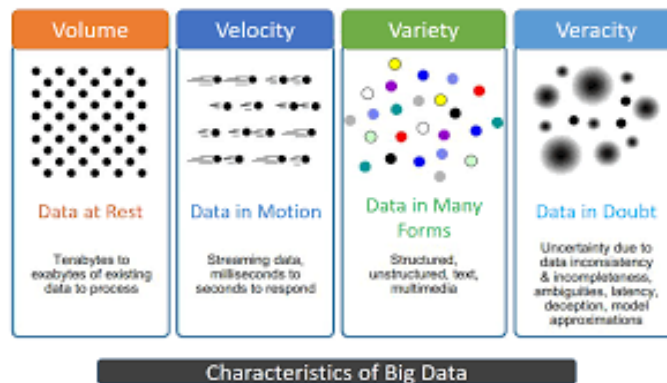 Volume
Data at Rest
Terabytes to
exabytes of existing
data to process
Velocity
Data in Motion
Streaming data,
milliseconds to
seconds to respond
Variety
Data in Many
Forms
Structured,
unstructured, text,
multimedia
Veracity
Data in Doubt
Uncertainty due to
data inconsistency
& incompleteness,
ambiguities, latency,
deception, model
approximations
Characteristics of Big Data